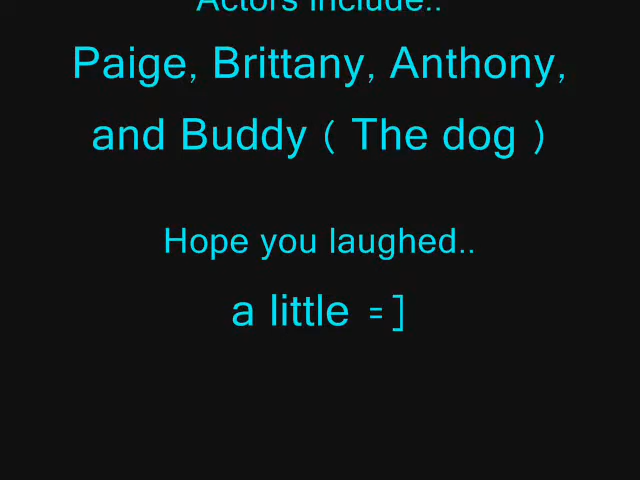 Actors include..
Paige, Brittany, Anthony,
and Buddy ( The dog )
Hope you laughed..
a little =]